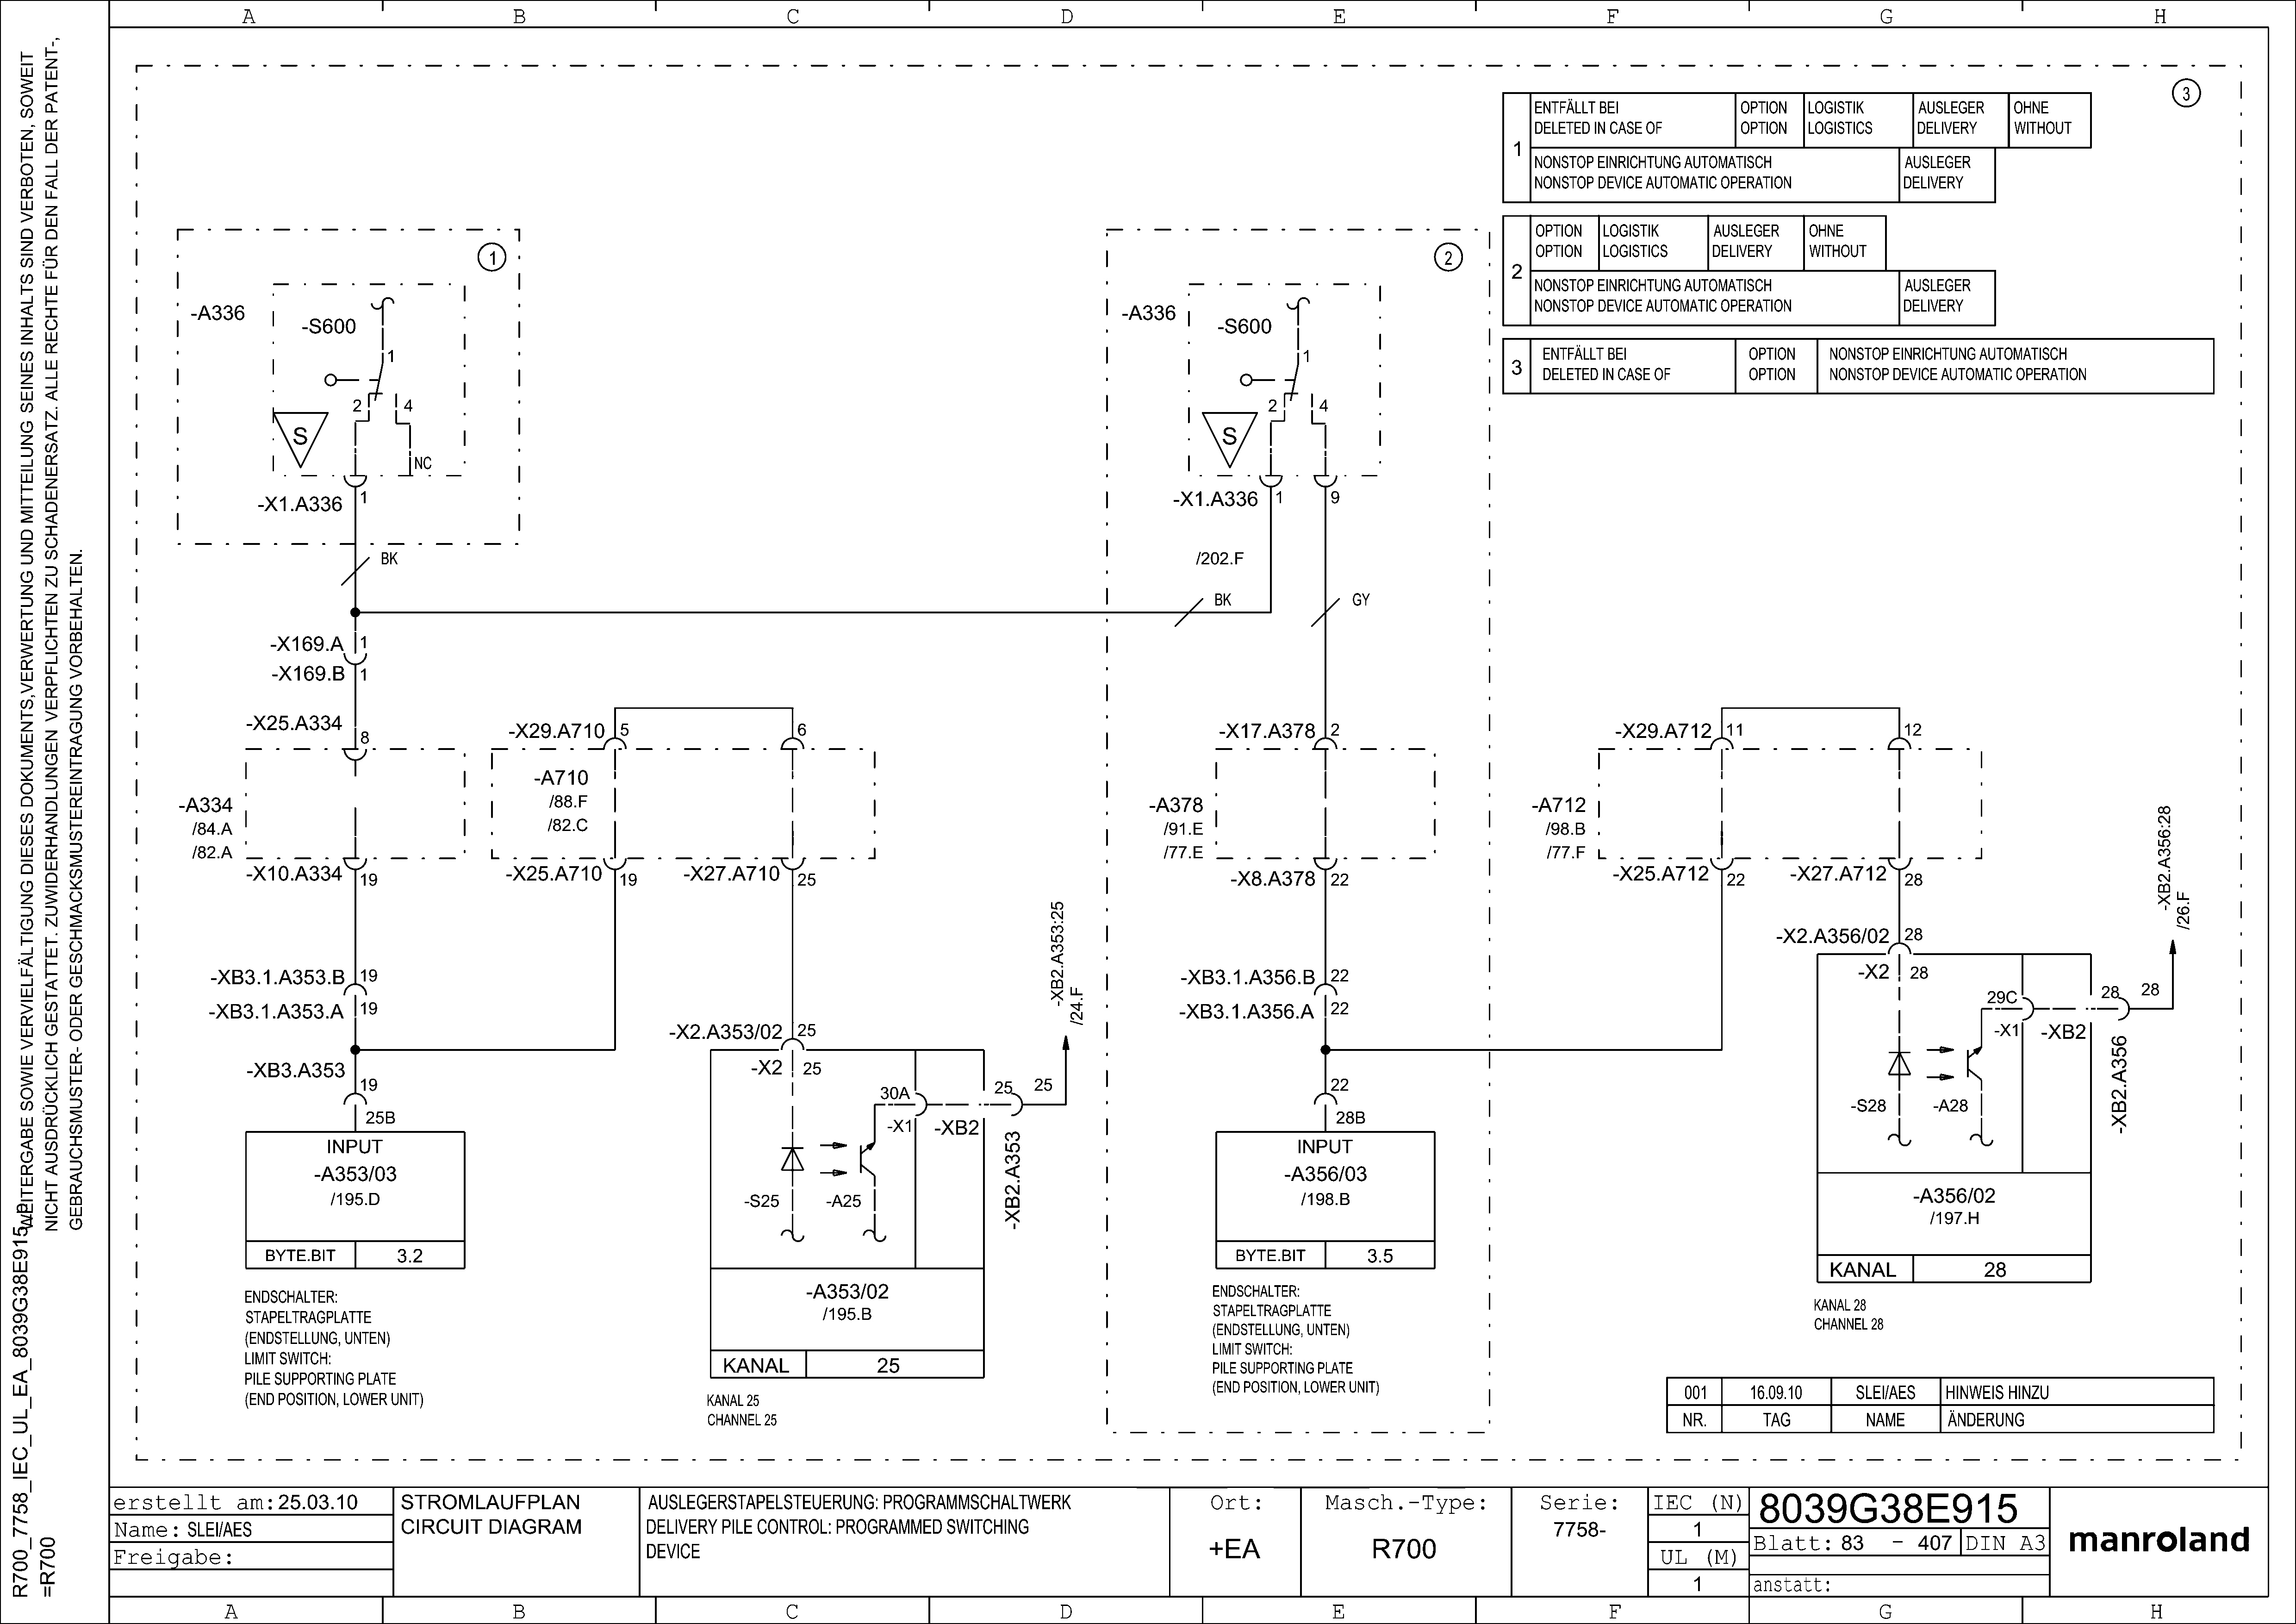 A B C D E F G H
3
1
ENTFÄLLT BEI OPTION LOGISTIK AUSLEGER OHNE
DELETED IN CASE OF OPTION LOGISTICS DELIVERY WITHOUT
NONSTOP EINRICHTUNG AUTOMATISCH AUSLEGER
NONSTOP DEVICE AUTOMATIC OPERATION DELIVERY
2
OPTION LOGISTIK AUSLEGER OHNE
OPTION LOGISTICS DELIVERY WITHOUT
NONSTOP EINRICHTUNG AUTOMATISCH AUSLEGER
NONSTOP DEVICE AUTOMATIC OPERATION DELIVERY
3
ENTFÄLLT BEI OPTION NONSTOP EINRICHTUNG AUTOMATISCH
DELETED IN CASE OF OPTION NONSTOP DEVICE AUTOMATIC OPERATION
1
-A336
-S600
1
2 4
S
NC
-X1.A336 1
BK
2
-A336
-S600
1
2 4
S
-X1.A336 1 9
/202.F
BK GY
-X169.A 1
-X169.B 1
-X25.A334
8
-A334
/84.A
/82.A
-X10.A334 19
-XB3.1.A353.B 19
-XB3.1.A353.A 19
-XB3.A353
19
25B
INPUT
-A353/03
/195.D
BYTE.BIT 3.2
ENDSCHALTER:
STAPELTRAGPLATTE
(ENDSTELLUNG, UNTEN)
LIMIT SWITCH:
PILE SUPPORTING PLATE
(END POSITION, LOWER UNIT)
-X29.A710 5 6
-A710
/88.F
/82.C
-X25.A710 19
-X27.A710 25
-X2.A353/02 25
-X2 25
30A
-X1 -XB2
25 25
-XB2.A353:25
/24.F
-XB2.A353
-S25 -A25
-A353/02
/195.B
KANAL 25
KANAL 25
CHANNEL 25
-X17.A378 2
-A378
/91.E
/77.E
-X8.A378 22
-XB3.1.A356.B 22
-XB3.1.A356.A 22
22
28B
INPUT
-A356/03
/198.B
BYTE.BIT 3.5
ENDSCHALTER:
STAPELTRAGPLATTE
(ENDSTELLUNG, UNTEN)
LIMIT SWITCH:
PILE SUPPORTING PLATE
(END POSITION, LOWER UNIT)
-X29.A712 11 12
-A712
/98.B
/77.F
-X25.A712 22
-X27.A712 28
-X2.A356/02 28
-X2 28
29C
-X1 -XB2
28 28
-XB2.A356:28
/26.F
-XB2.A356
-S28 -A28
-A356/02
/197.H
KANAL 28
KANAL 28
CHANNEL 28
001 16.09.10 SLEI/AES HINWEIS HINZU
NR. TAG NAME ÄNDERUNG
erstellt am: 25.03.10
Name: SLEI/AES
Freigabe:
STROMLAUFPLAN
CIRCUIT DIAGRAM
AUSLEGERSTAPELSTEUERUNG: PROGRAMMSCHALTWERK
DELIVERY PILE CONTROL: PROGRAMMED SWITCHING
DEVICE
Ort:
+EA
Masch.-Type:
R700
Serie:
7758-
IEC (N)
1
UL (M)
1
8039G38E915
Blatt: 83 - 407 DIN A3
anstatt:
manroland
A B C D E F G H
WEITERGABE SOWIE VERVIELFÄLTIGUNG DIESES DOKUMENTS,VERWERTUNG UND MITTEILUNG SEINES INHALTS SIND VERBOTEN, SOWEIT
NICHT AUSDRÜCKLICH GESTATTET. ZUWIDERHANDLUNGEN VERPFLICHTEN ZU SCHADENERSATZ. ALLE RECHTE FÜR DEN FALL DER PATENT-,
GEBRAUCHSMUSTER- ODER GESCHMACKSMUSTEREINTRAGUNG VORBEHALTEN.
=R700